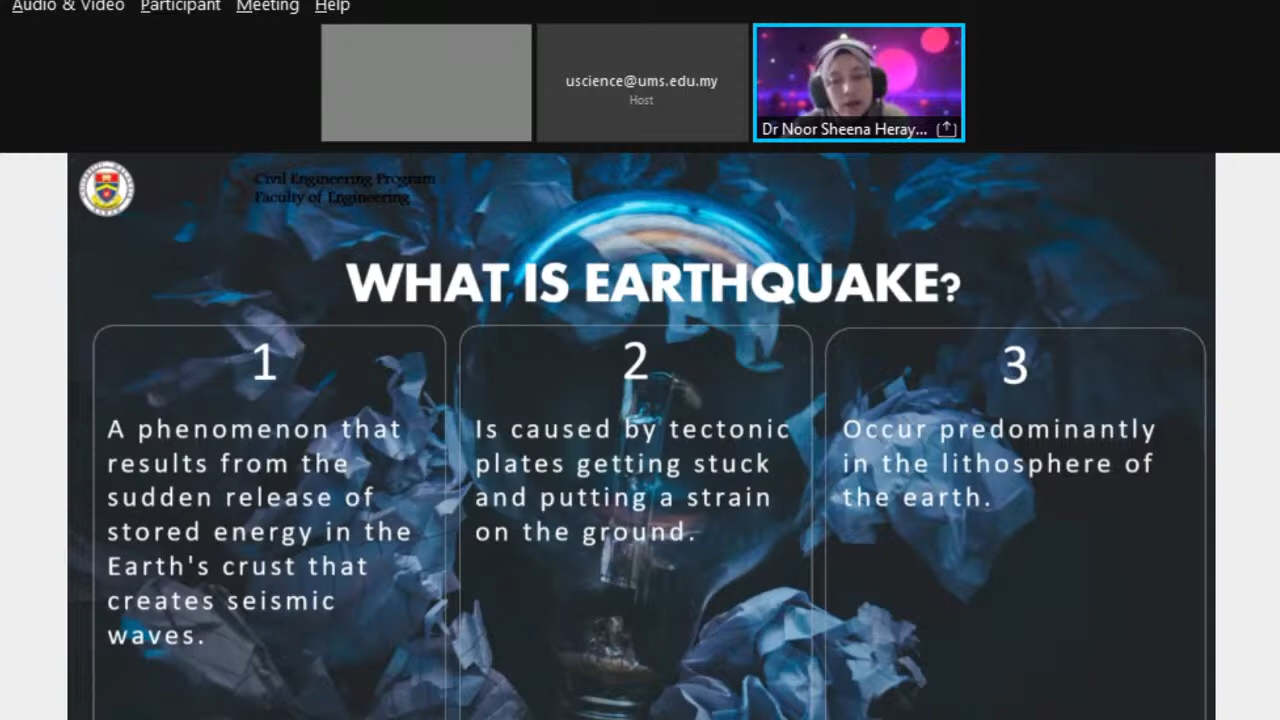 Audio & Video Participant Meeting Help
uscience@ums.edu.my
Host
Dr Noor Sheena Heray...
Civil Engineering Program
Faculty of Engineering
WHAT IS EARTHQUAKE?
1
A phenomenon that
results from the
sudden release of
stored energy in the
Earth's crust that
creates seismic
waves.
2
Is caused by tectonic
plates getting stuck
and putting a strain
on the ground.
3
Occur predominantly
in the lithosphere of
the earth.